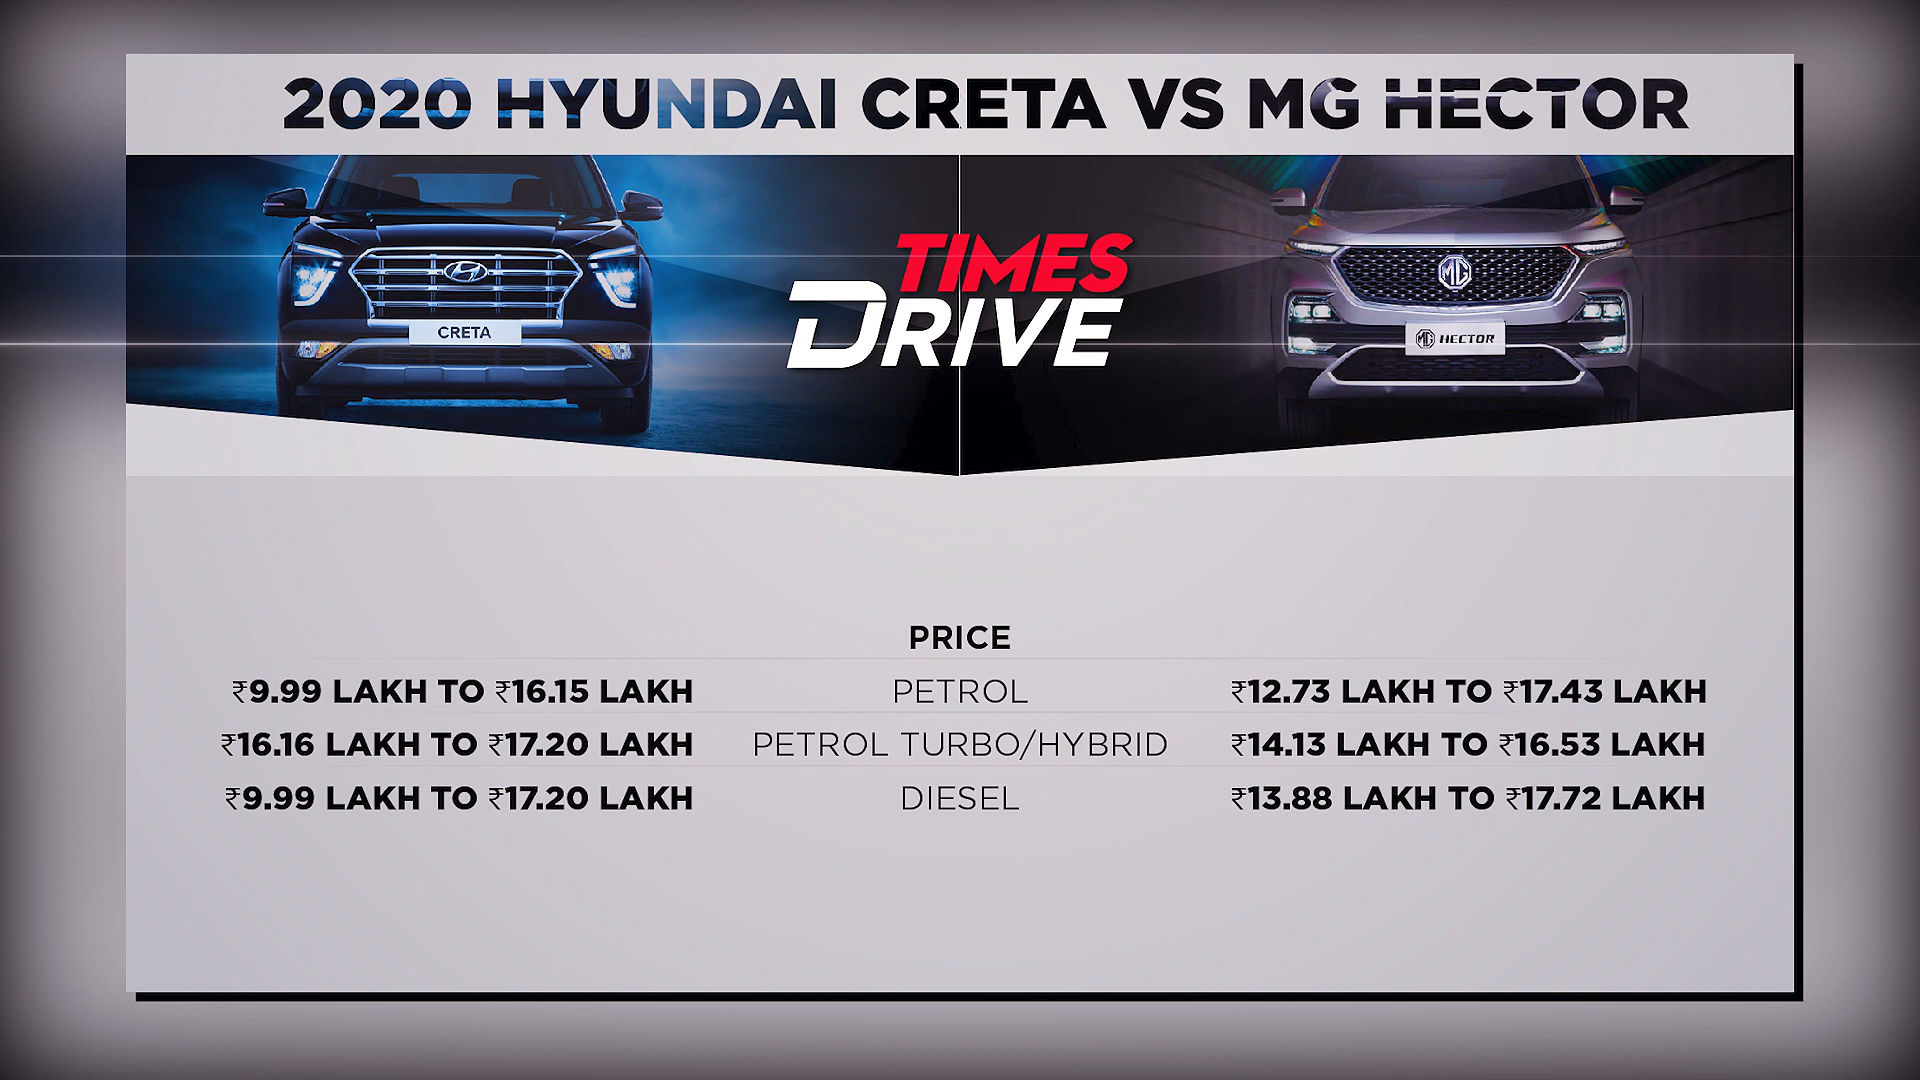 2020 HYUNDAI CRETA VS MG HECTOR
TIMES
DRIVE
CRETA
MG
MG HECTOR
PRICE
₹9.99 LAKH TO ₹16.15 LAKH PETROL ₹12.73 LAKH TO ₹17.43 LAKH
₹16.16 LAKH TO ₹17.20 LAKH PETROL TURBO/HYBRID ₹14.13 LAKH TO ₹16.53 LAKH
₹9.99 LAKH TO ₹17.20 LAKH DIESEL ₹13.88 LAKH TO ₹17.72 LAKH